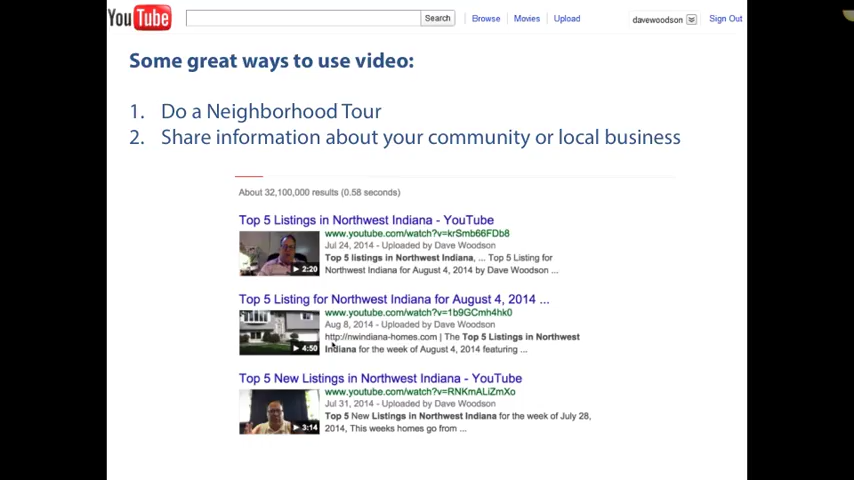 YouTube Search Browse Movies Upload davewoodson Sign Out
Some great ways to use video:
1. Do a Neighborhood Tour
2. Share information about your community or local business
About 32,100,000 results (0.58 seconds)
Top 5 Listings in Northwest Indiana - YouTube
www.youtube.com/watch?v=krSmb66FDb8
Jul 24, 2014 - Uploaded by Dave Woodson
Top 5 listings in Northwest Indiana, ... Top 5 Listing for
2:20 Northwest Indiana for August 4, 2014 by Dave Woodson ...
Top 5 Listing for Northwest Indiana for August 4, 2014 ...
www.youtube.com/watch?v=1b9GCmh4hk0
Aug 8, 2014 - Uploaded by Dave Woodson
http://nwindiana-homes.com | The Top 5 Listings in Northwest
4:50 Indiana for the week of August 4, 2014 featuring ...
Top 5 New Listings in Northwest Indiana - YouTube
www.youtube.com/watch?v=RNKmALiZmXo
Jul 31, 2014 - Uploaded by Dave Woodson
Top 5 New Listings in Northwest Indiana for the week of July 28,
3:14 2014, This weeks homes go from ...